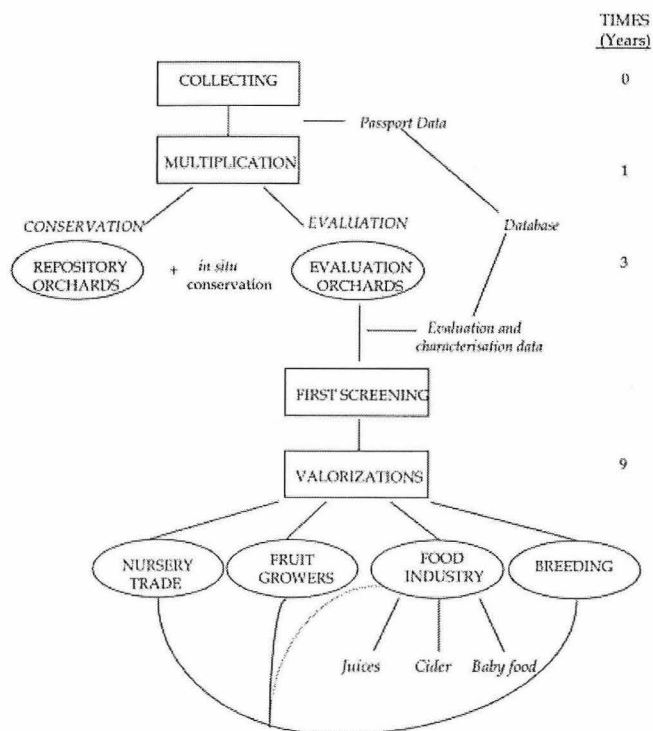 TIMES
(Years)
COLLECTING
0
Passport Data
MULTIPLICATION
1
CONSERVATION
EVALUATION
Database
REPOSITORY
ORCHARDS
+ in situ
conservation
EVALUATION
ORCHARDS
3
Evaluation and
characterisation data
FIRST SCREENING
VALORIZATIONS
9
NURSERY
TRADE
FRUIT
GROWERS
FOOD
INDUSTRY
BREEDING
Juices
Cider
Baby food